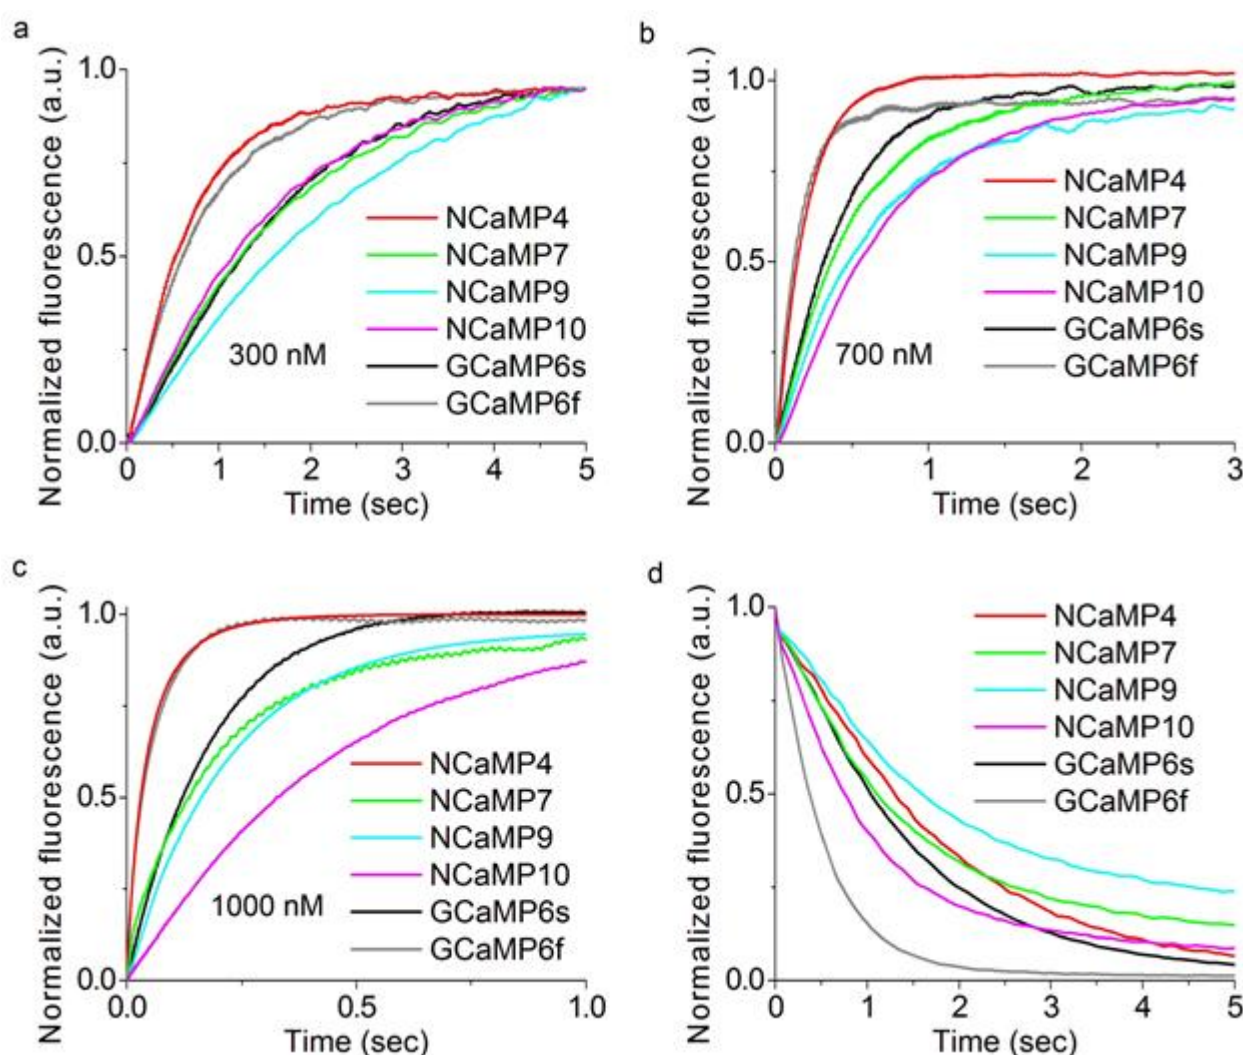 a
Normalized fluorescence (a.u.)
1.0
0.5
0.0
NCaMP4
NCaMP7
NCaMP9
NCaMP10
GCaMP6s
GCaMP6f
300 nM
0 1 2 3 4 5
Time (sec)
b
Normalized fluorescence (a.u.)
1.0
0.5
0.0
NCaMP4
NCaMP7
NCaMP9
NCaMP10
GCaMP6s
GCaMP6f
700 nM
0 1 2 3
Time (sec)
c
Normalized fluorescence (a.u.)
1.0
0.5
0.0
NCaMP4
NCaMP7
NCaMP9
NCaMP10
GCaMP6s
GCaMP6f
1000 nM
0.0 0.5 1.0
Time (sec)
d
Normalized fluorescence (a.u.)
1.0
0.5
0.0
NCaMP4
NCaMP7
NCaMP9
NCaMP10
GCaMP6s
GCaMP6f
0 1 2 3 4 5
Time (sec)